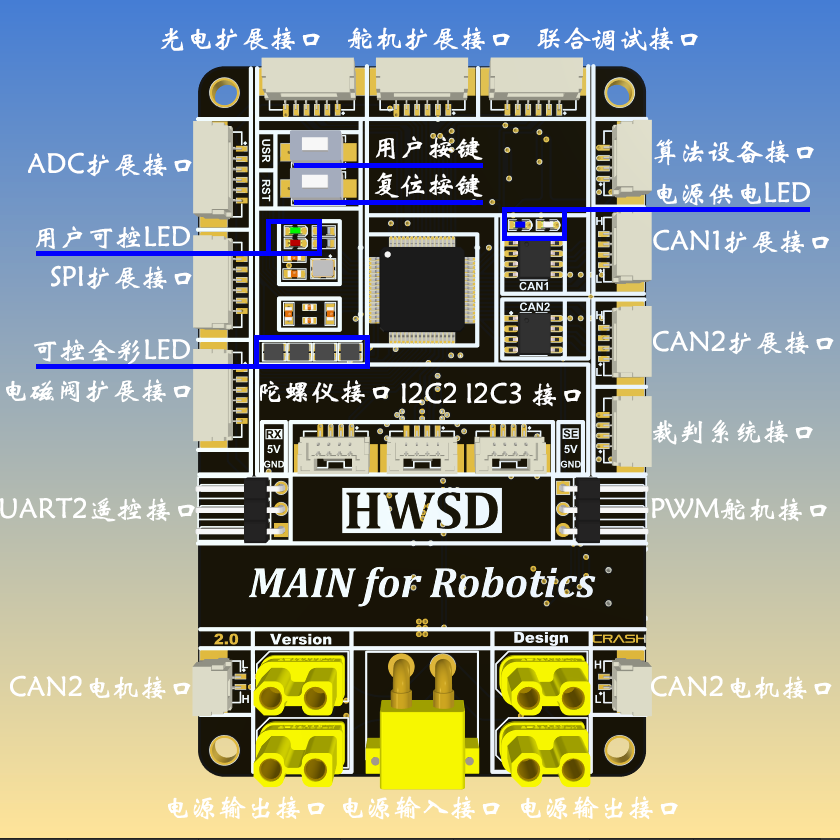 光电扩展接口 舵机扩展接口 联合调试接口
USR
用户按键
ADC扩展接口
算法设备接口
RST
复位按键
电源供电LED
用户可控LED
H
CAN1扩展接口
SPI扩展接口
CAN1
CAN2
可控全彩LED
CAN2扩展接口
电磁阀扩展接口
陀螺仪接口 I2C2 I2C3 接口
RX
5V
GND
SE
5V
GND
裁判系统接口
UART2遥控接口
HWSD
PWM舵机接口
MAIN for Robotics
2.0 Version Design CRASH
L
H
CAN2电机接口
H
L
CAN2电机接口
电源输出接口 电源输入接口 电源输出接口